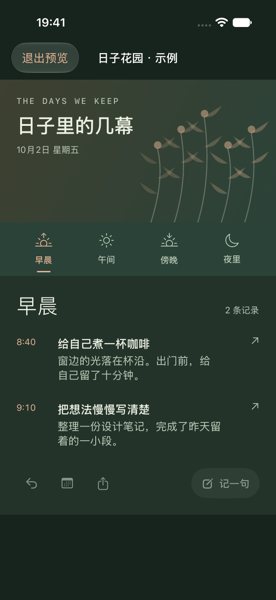 19:41
退出预览
日子花园 · 示例
THE DAYS WE KEEP
日子里的几幕
10月2日 星期五
早晨
午间
傍晚
夜里
早晨
2 条记录
8:40
给自己煮一杯咖啡
窗边的光落在杯沿。出门前，给
自己留了十分钟。
9:10
把想法慢慢写清楚
整理一份设计笔记，完成了昨天留
着的一小段。
记一句